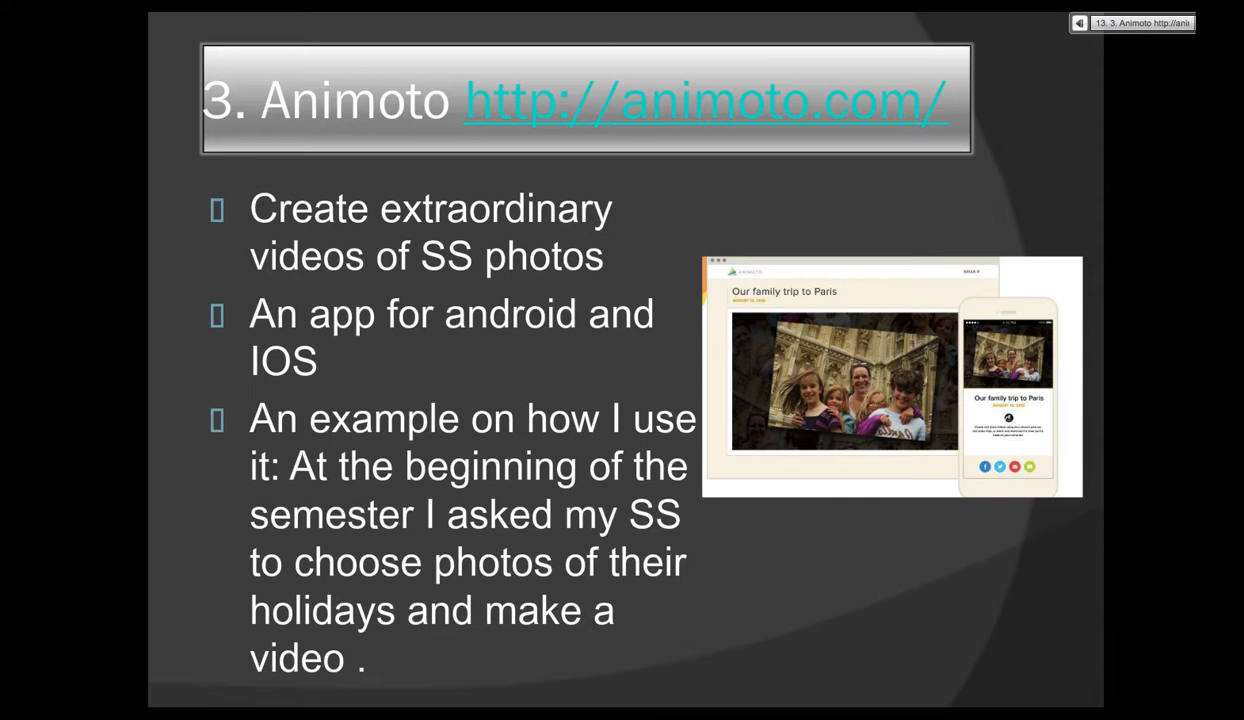 13. 3. Animoto http://ani
3. Animoto http://animoto.com/
Create extraordinary
videos of SS photos
An app for android and
IOS
An example on how I use
it: At the beginning of the
semester I asked my SS
to choose photos of their
holidays and make a
video .
ANIMOTO
Our family trip to Paris
Our family trip to Paris